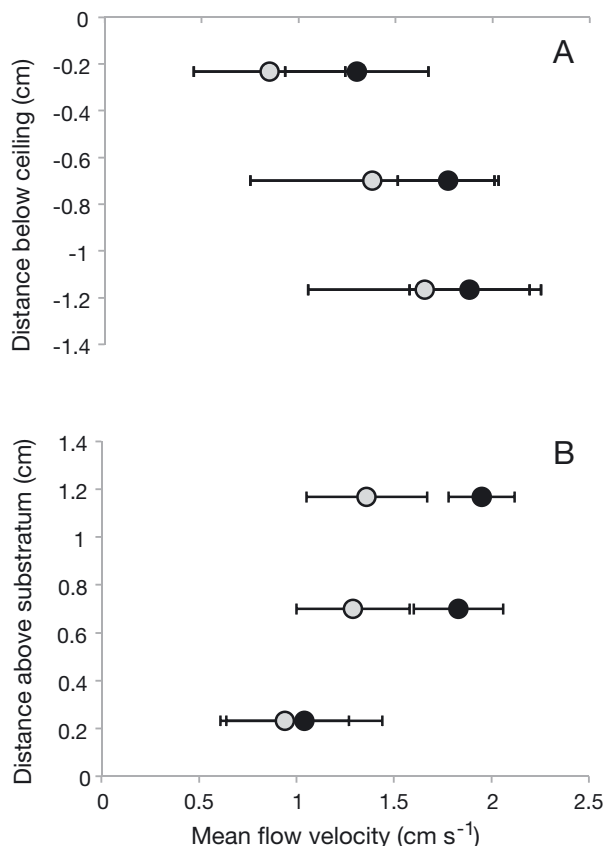 0
-0.2
-0.4
-0.6
-0.8
-1
-1.2
-1.4
Distance below ceiling (cm)
A
1.4
1.2
1
0.8
0.6
0.4
0.2
0
Distance above substratum (cm)
B
0 0.5 1 1.5 2 2.5
Mean flow velocity (cm s⁻¹)